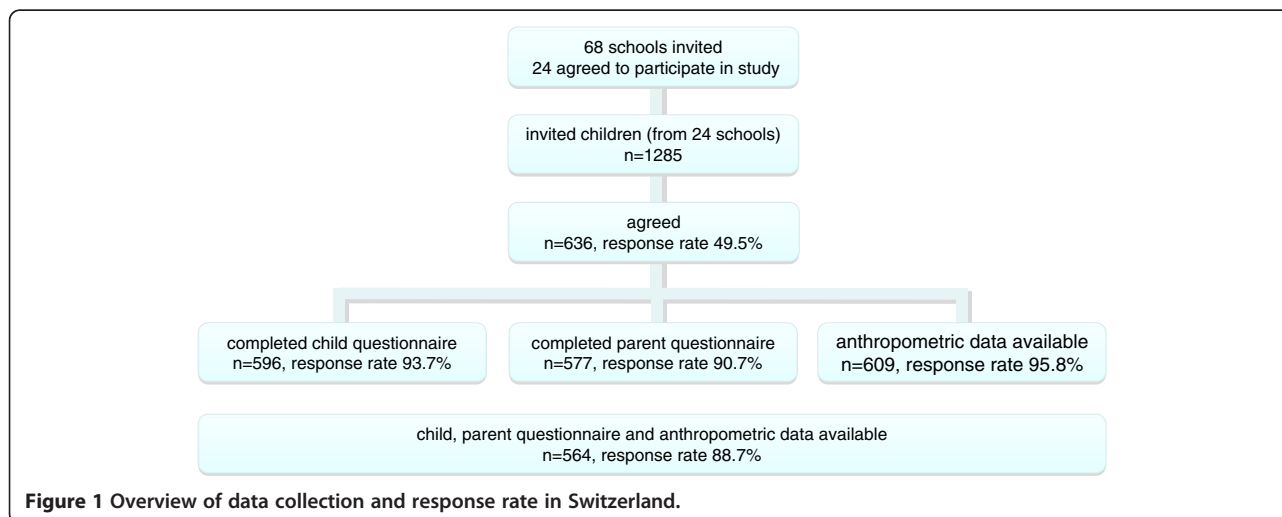 68 schools invited
24 agreed to participate in study
invited children (from 24 schools)
n=1285
agreed
n=636, response rate 49.5%
completed child questionnaire
n=596, response rate 93.7%
completed parent questionnaire
n=577, response rate 90.7%
anthropometric data available
n=609, response rate 95.8%
child, parent questionnaire and anthropometric data available
n=564, response rate 88.7%
Figure 1 Overview of data collection and response rate in Switzerland.